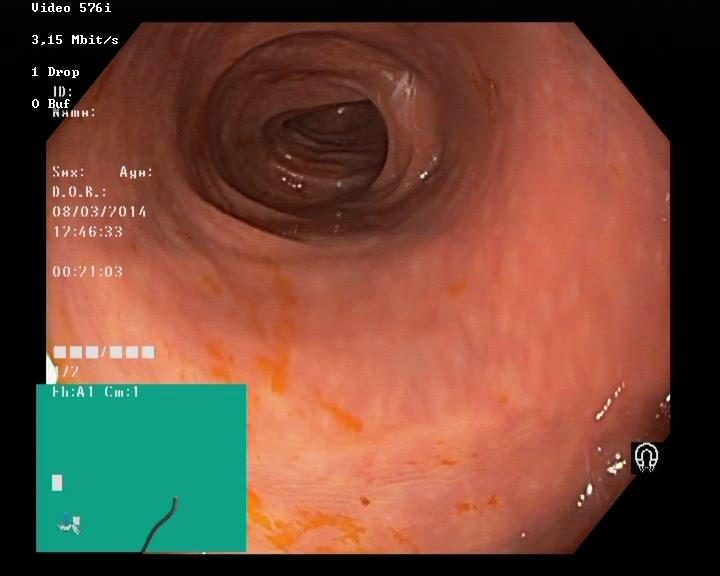 Video 576i
3,15 Mbit/s
1 Drop
0 Buf
ID:
Name:
Sex: Age:
D.O.B.:
08/03/2014
12:46:33
00:21:03
/
1/2
Eh:A1 Cm:1